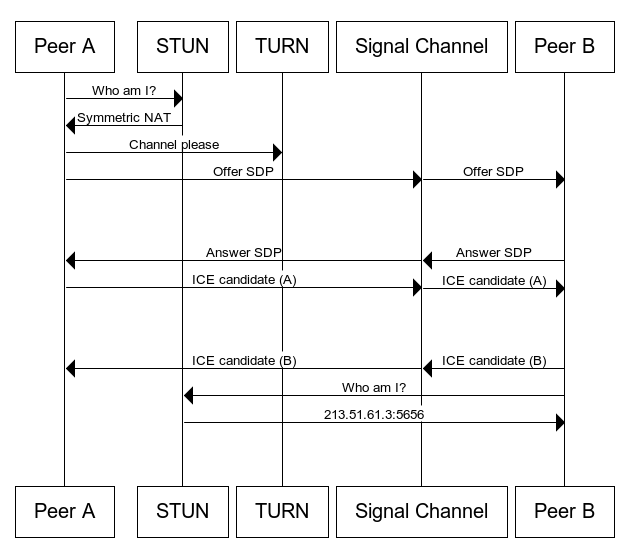 Peer A STUN TURN Signal Channel Peer B
Who am I?
Symmetric NAT
Channel please
Offer SDP Offer SDP
Answer SDP Answer SDP
ICE candidate (A) ICE candidate (A)
ICE candidate (B) ICE candidate (B)
Who am I?
213.51.61.3:5656
Peer A STUN TURN Signal Channel Peer B